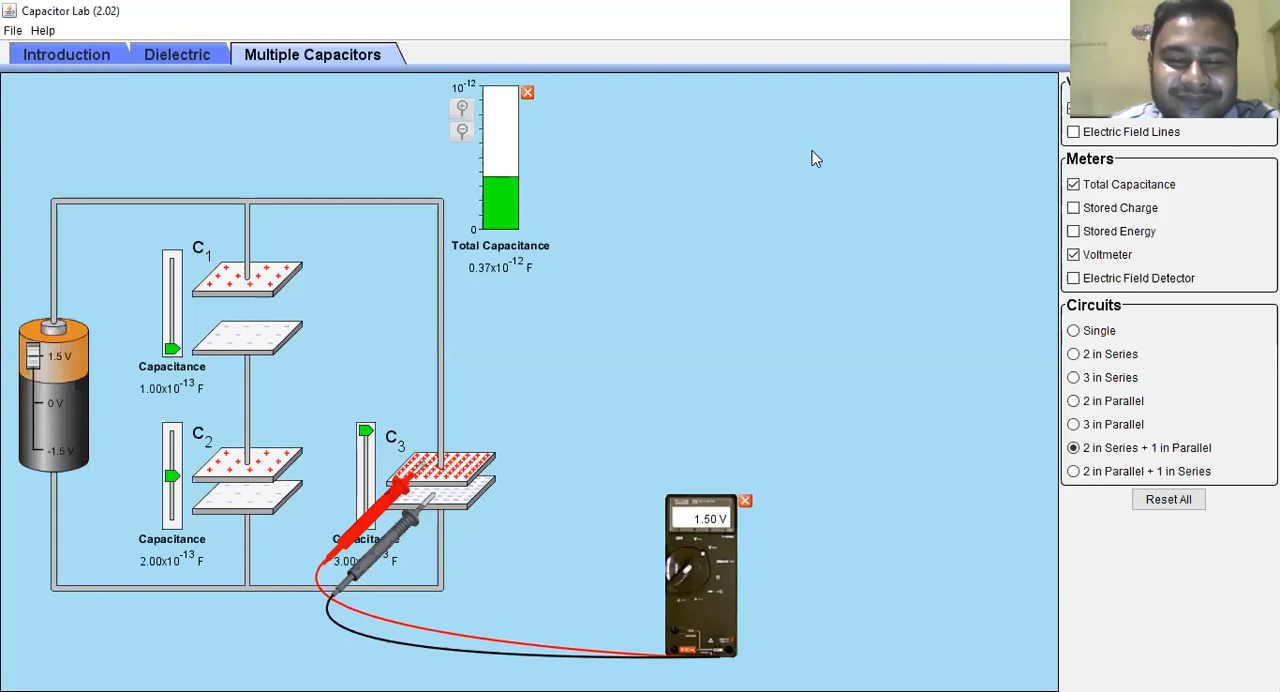 Capacitor Lab (2.02)
File Help
Introduction Dielectric Multiple Capacitors
10-12
0
Total Capacitance
0.37x10-12 F
C1
Capacitance
1.00x10-13 F
1.5 V
0 V
-1.5 V
C2
Capacitance
2.00x10-13 F
C3
3.00x
F
1.50 V
Electric Field Lines
Meters
Total Capacitance
Stored Charge
Stored Energy
Voltmeter
Electric Field Detector
Circuits
Single
2 in Series
3 in Series
2 in Parallel
3 in Parallel
2 in Series + 1 in Parallel
2 in Parallel + 1 in Series
Reset All